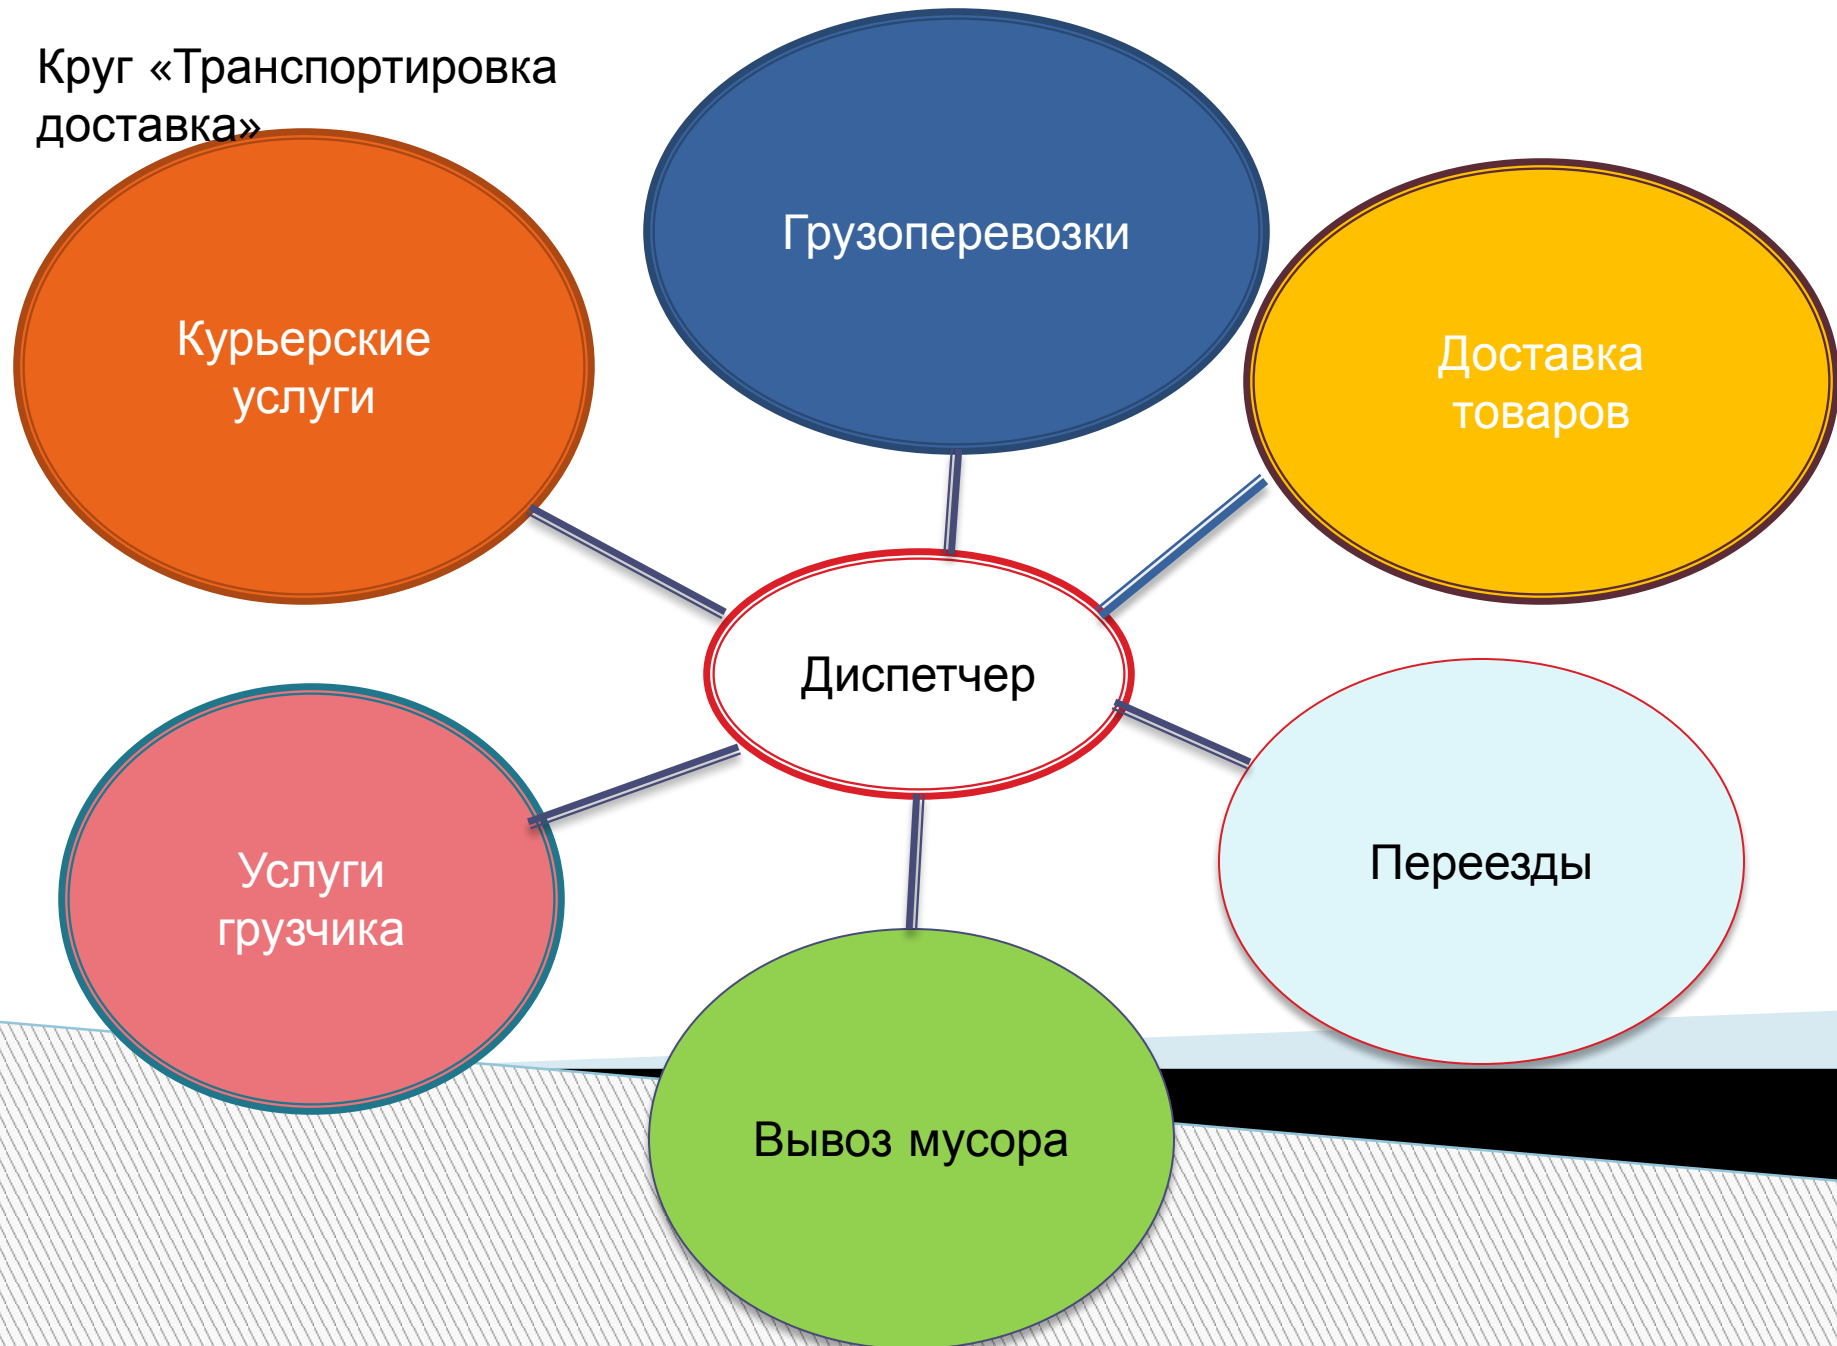 Круг «Транспортировка
доставка»
Грузоперевозки
Курьерские
услуги
Доставка
товаров
Диспетчер
Услуги
грузчика
Переезды
Вывоз мусора